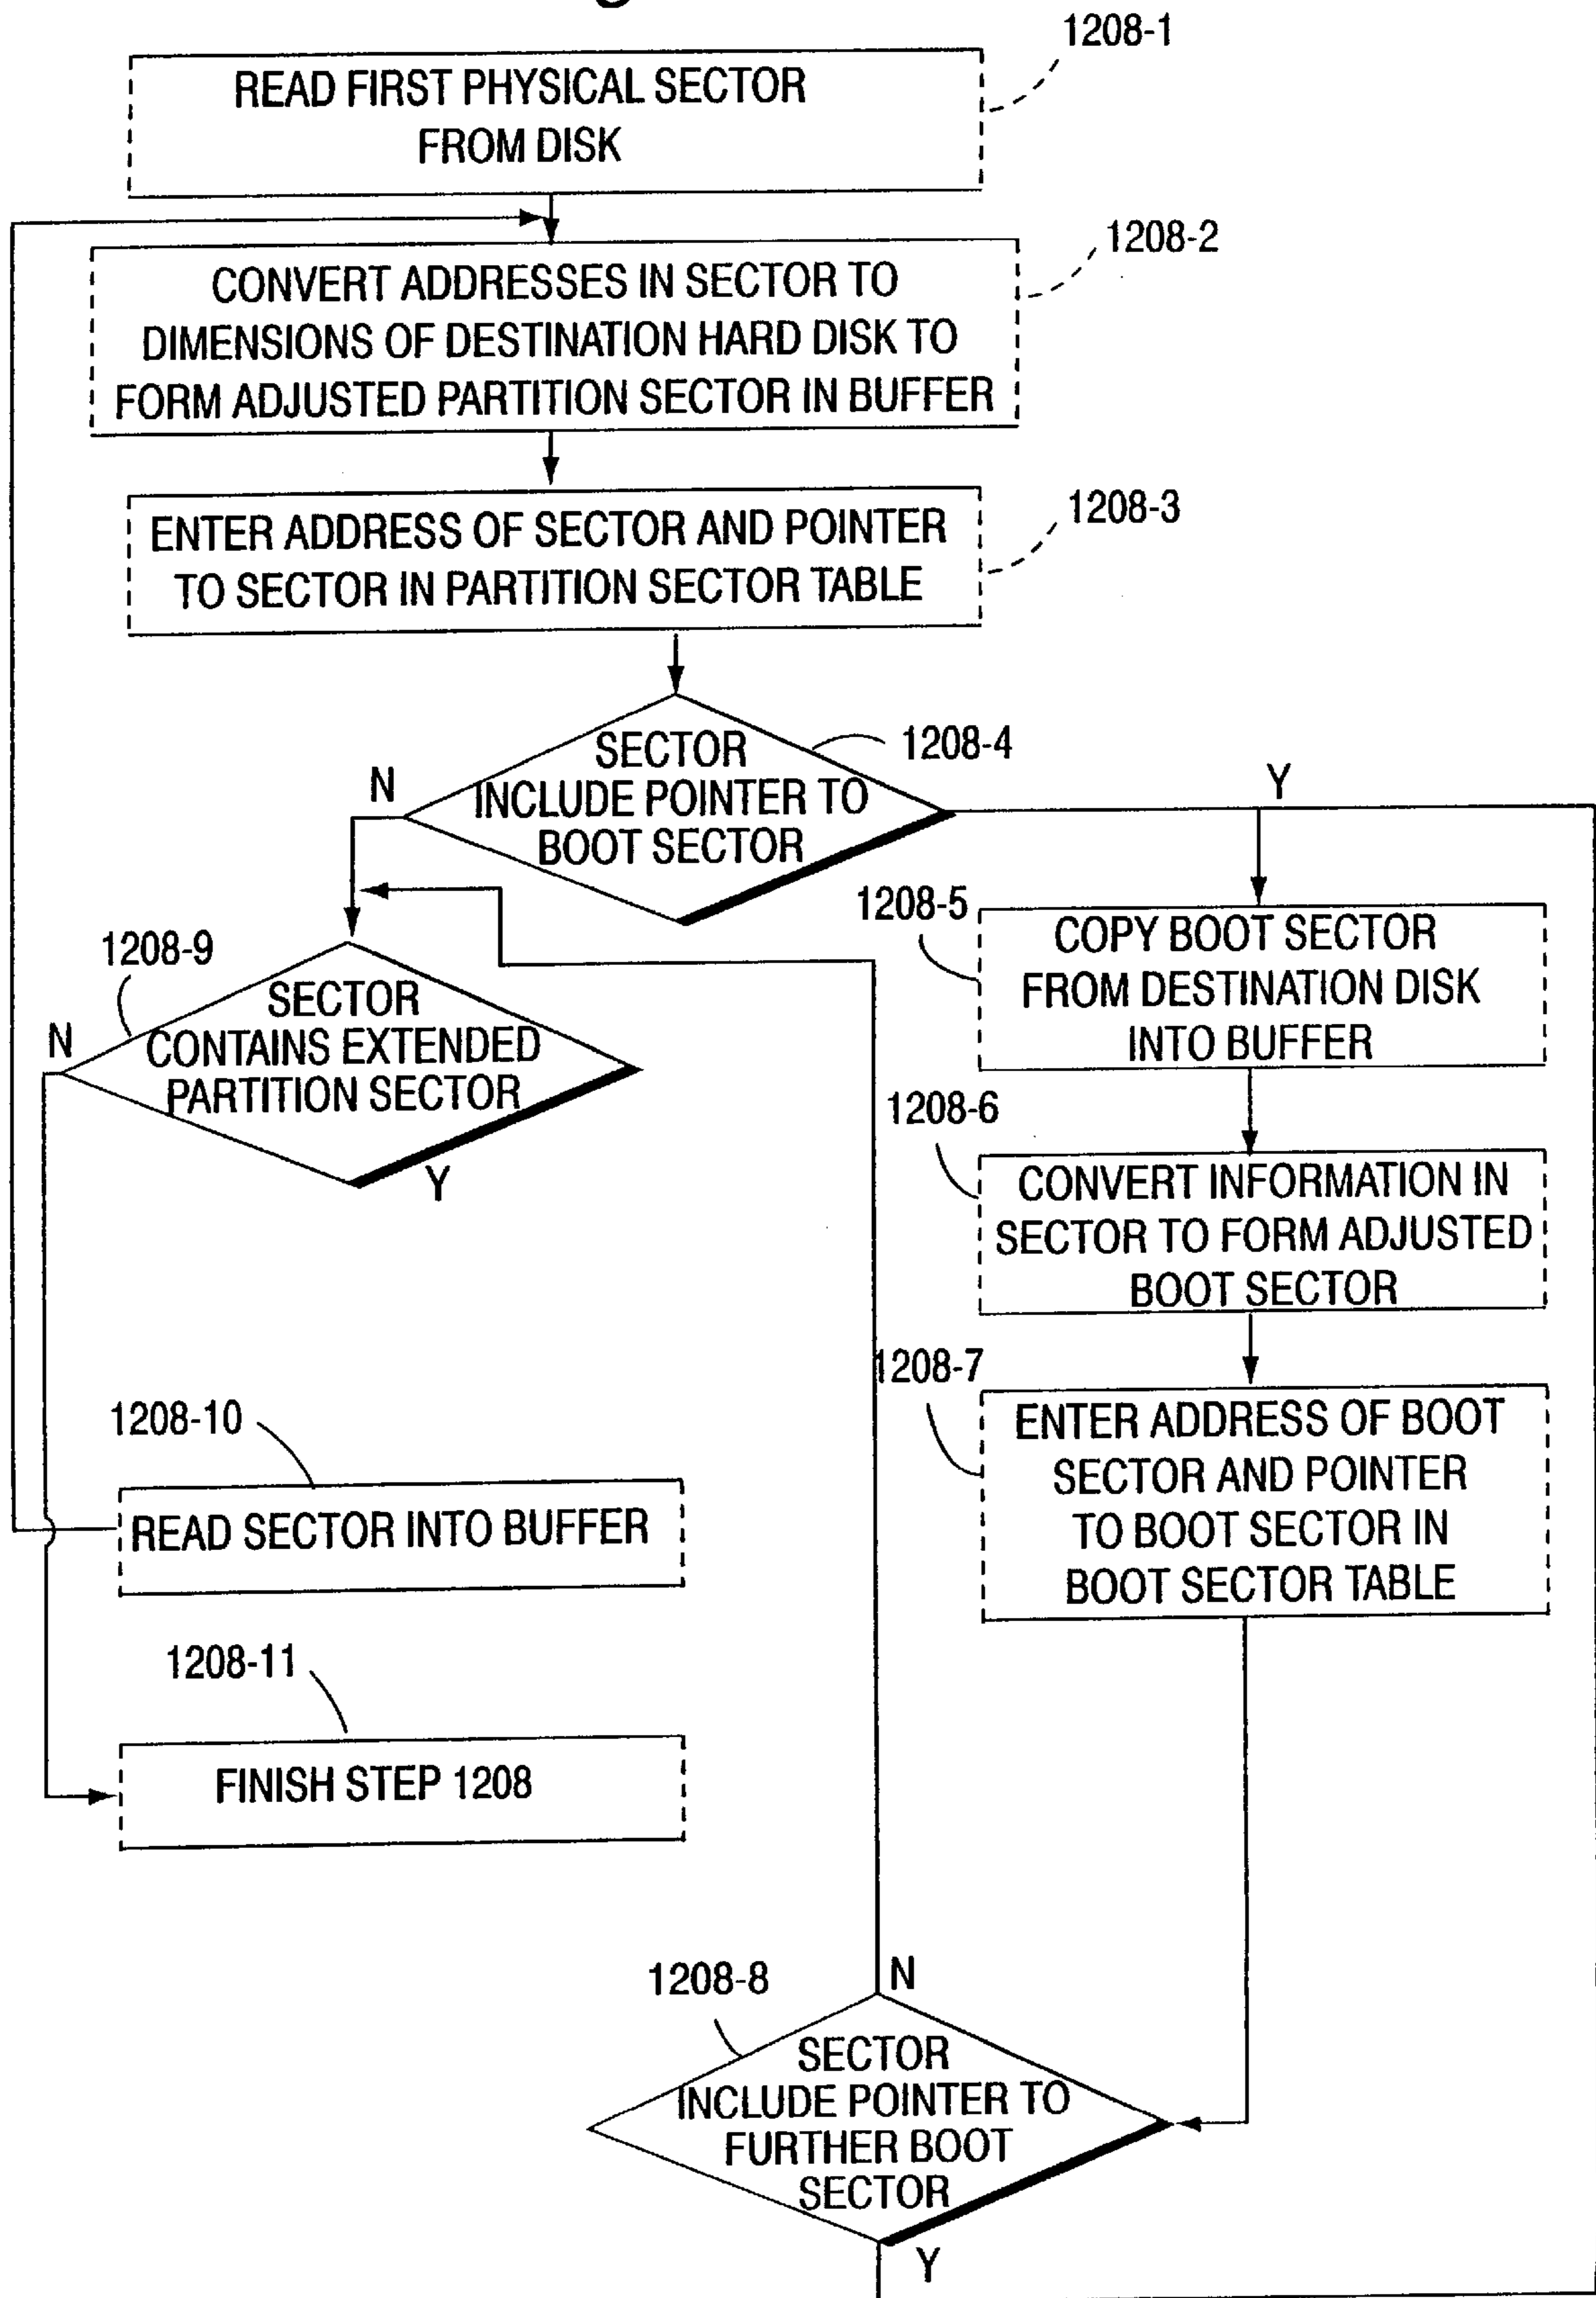 1208-1
READ FIRST PHYSICAL SECTOR
FROM DISK
1208-2
CONVERT ADDRESSES IN SECTOR TO
DIMENSIONS OF DESTINATION HARD DISK TO
FORM ADJUSTED PARTITION SECTOR IN BUFFER
1208-3
ENTER ADDRESS OF SECTOR AND POINTER
TO SECTOR IN PARTITION SECTOR TABLE
1208-4
SECTOR
INCLUDE POINTER TO
BOOT SECTOR
N
Y
1208-5
COPY BOOT SECTOR
FROM DESTINATION DISK
INTO BUFFER
1208-9
SECTOR
CONTAINS EXTENDED
PARTITION SECTOR
N
Y
1208-6
CONVERT INFORMATION IN
SECTOR TO FORM ADJUSTED
BOOT SECTOR
1208-7
ENTER ADDRESS OF BOOT
SECTOR AND POINTER
TO BOOT SECTOR IN
BOOT SECTOR TABLE
1208-10
READ SECTOR INTO BUFFER
1208-11
FINISH STEP 1208
1208-8
N
SECTOR
INCLUDE POINTER TO
FURTHER BOOT
SECTOR
Y